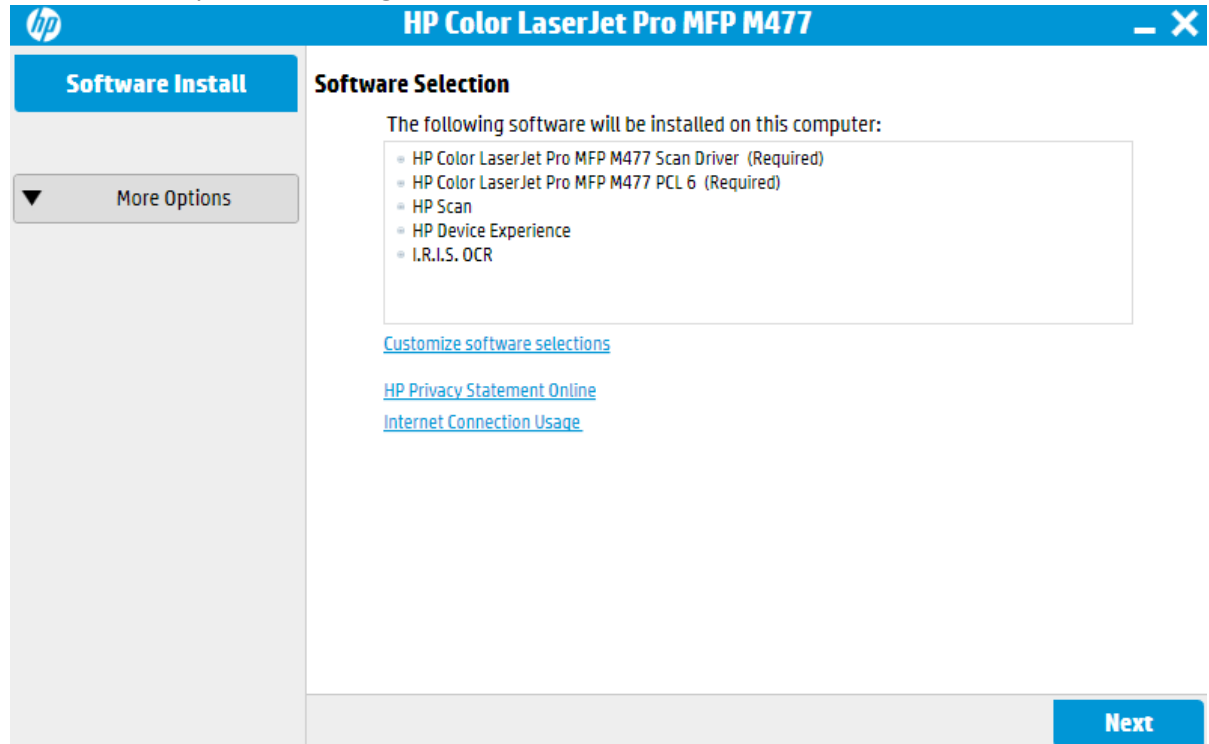 hp
HP Color LaserJet Pro MFP M477
Software Install
Software Selection
The following software will be installed on this computer:
HP Color LaserJet Pro MFP M477 Scan Driver (Required)
HP Color LaserJet Pro MFP M477 PCL 6 (Required)
More Options
HP Scan
HP Device Experience
I.R.I.S. OCR
Customize software selections
HP Privacy Statement Online
Internet Connection Usage
Next